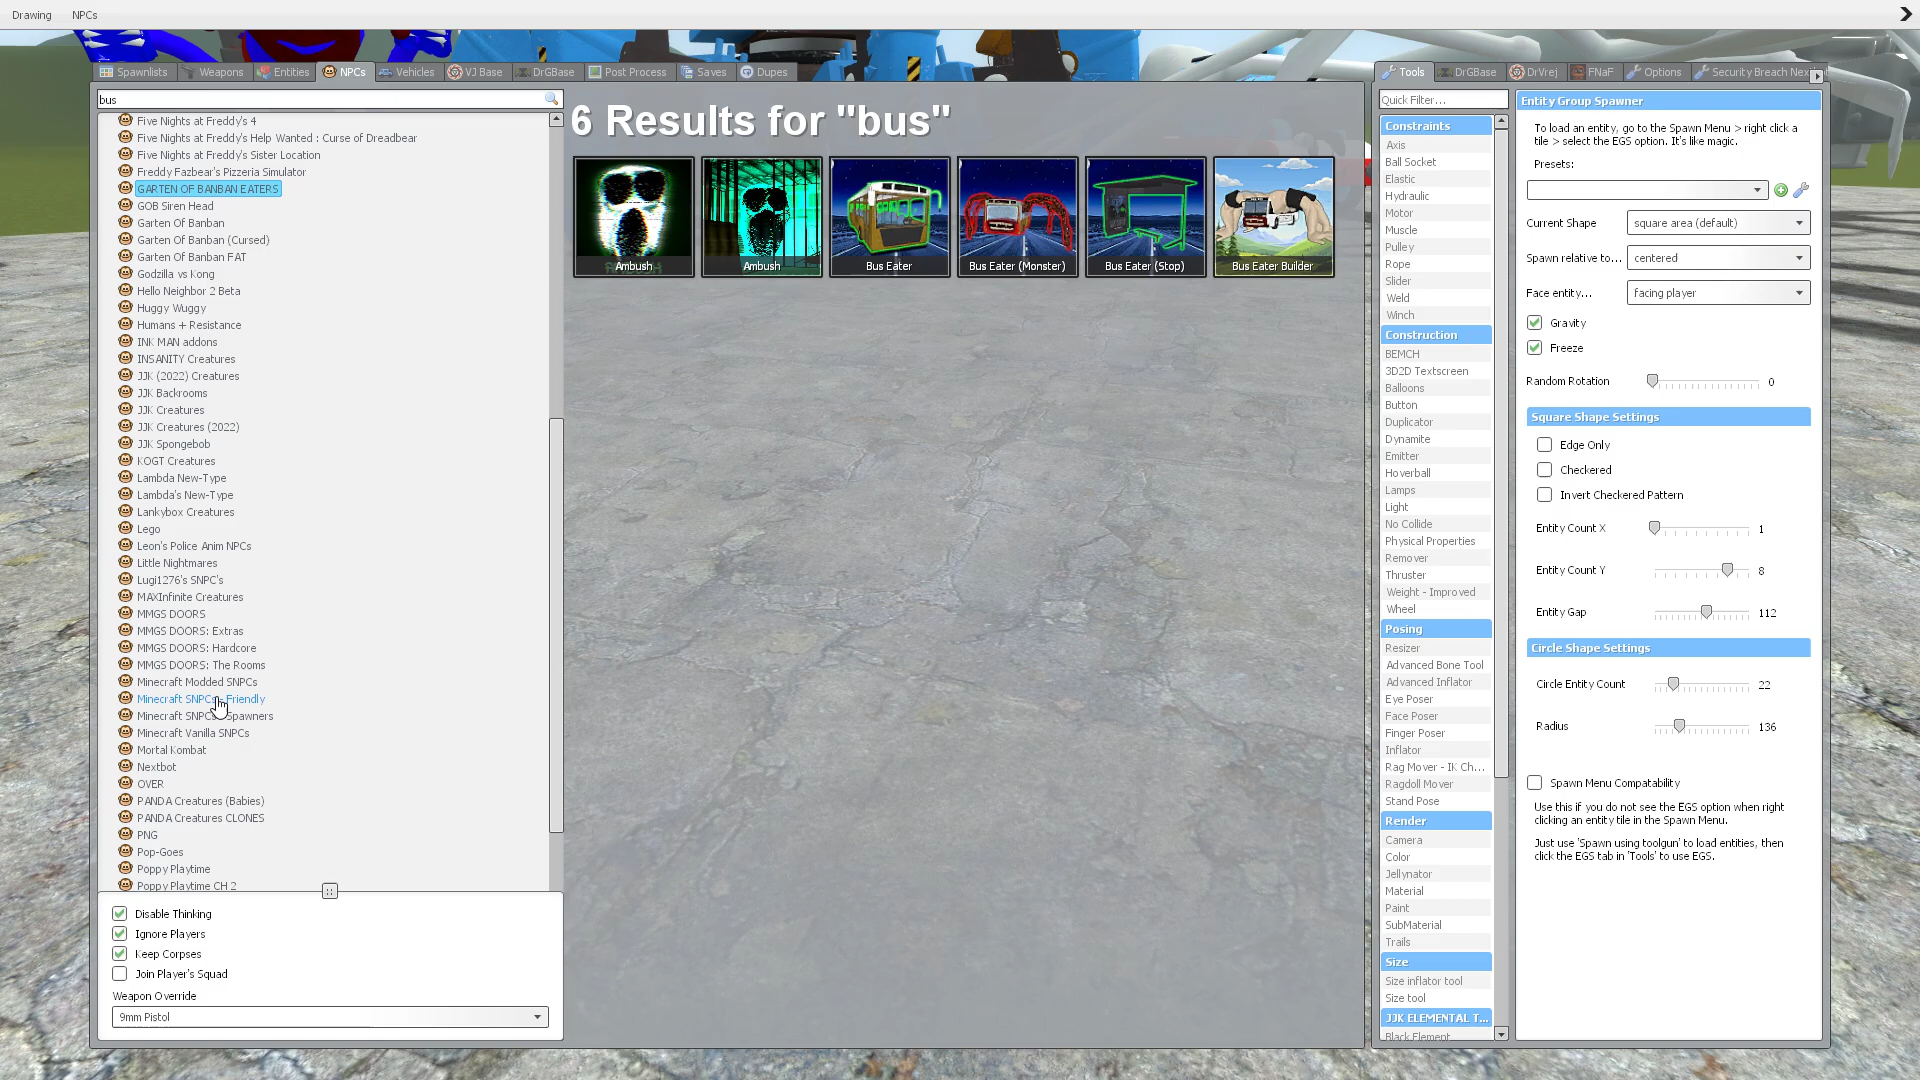 Drawing NPCs
Spawnlists Weapons Entities NPCs Vehicles VJ Base DrGBase Post Process Saves Dupes
bus
Five Nights at Freddy's 4
Five Nights at Freddy's Help Wanted : Curse of Dreadbear
Five Nights at Freddy's Sister Location
Freddy Fazbear's Pizzeria Simulator
GARTEN OF BANBAN EATERS
GOB Siren Head
Garten Of Banban
Garten Of Banban (Cursed)
Garten Of Banban FAT
Godzilla vs Kong
Hello Neighbor 2 Beta
Huggy Wuggy
Humans + Resistance
INK MAN addons
INSANITY Creatures
JJK (2022) Creatures
JJK Backrooms
JJK Creatures
JJK Creatures (2022)
JJK Spongebob
KOGT Creatures
Lambda New-Type
Lambda's New-Type
Lankybox Creatures
Lego
Leon's Police Anim NPCs
Little Nightmares
Lugi1276's SNPC's
MAXInfinite Creatures
MMGS DOORS
MMGS DOORS: Extras
MMGS DOORS: Hardcore
MMGS DOORS: The Rooms
Minecraft Modded SNPCs
Minecraft SNPCs - Friendly
Minecraft SNPCs - Spawners
Minecraft Vanilla SNPCs
Mortal Kombat
Nextbot
OVER
PANDA Creatures (Babies)
PANDA Creatures CLONES
PNG
Pop-Goes
Poppy Playtime
Poppy Playtime CH 2
Disable Thinking
Ignore Players
Keep Corpses
Join Player's Squad
Weapon Override
9mm Pistol
6 Results for "bus"
Ambush Ambush Bus Eater Bus Eater (Monster) Bus Eater (Stop) Bus Eater Builder
Tools DrGBase DrVrej FNaF Options Security Breach
Quick Filter...
Constraints
Axis
Ball Socket
Elastic
Hydraulic
Motor
Muscle
Pulley
Rope
Slider
Weld
Winch
Construction
BEMCH
3D2D Textscreen
Balloons
Button
Duplicator
Dynamite
Emitter
Hoverball
Lamps
Light
No Collide
Physical Properties
Remover
Thruster
Weight - Improved
Wheel
Posing
Resizer
Advanced Bone Tool
Advanced Inflator
Eye Poser
Face Poser
Finger Poser
Inflator
Rag Mover - IK Ch...
Ragdoll Mover
Stand Pose
Render
Camera
Color
Jellynator
Material
Paint
SubMaterial
Trails
Size
Size inflator tool
Size tool
JJK ELEMENTAL T...
Black Element
Entity Group Spawner
To load an entity, go to the Spawn Menu > right click a
tile > select the EGS option. It's like magic.
Presets:
Current Shape square area (default)
Spawn relative to... centered
Face entity... facing player
Gravity
Freeze
Random Rotation 0
Square Shape Settings
Edge Only
Checkered
Invert Checkered Pattern
Entity Count X 1
Entity Count Y 8
Entity Gap 112
Circle Shape Settings
Circle Entity Count 22
Radius 136
Spawn Menu Compatability
Use this if you do not see the EGS option when right
clicking an entity tile in the Spawn Menu.
Just use 'Spawn using toolgun' to load entities, then
click the EGS tab in 'Tools' to use EGS.